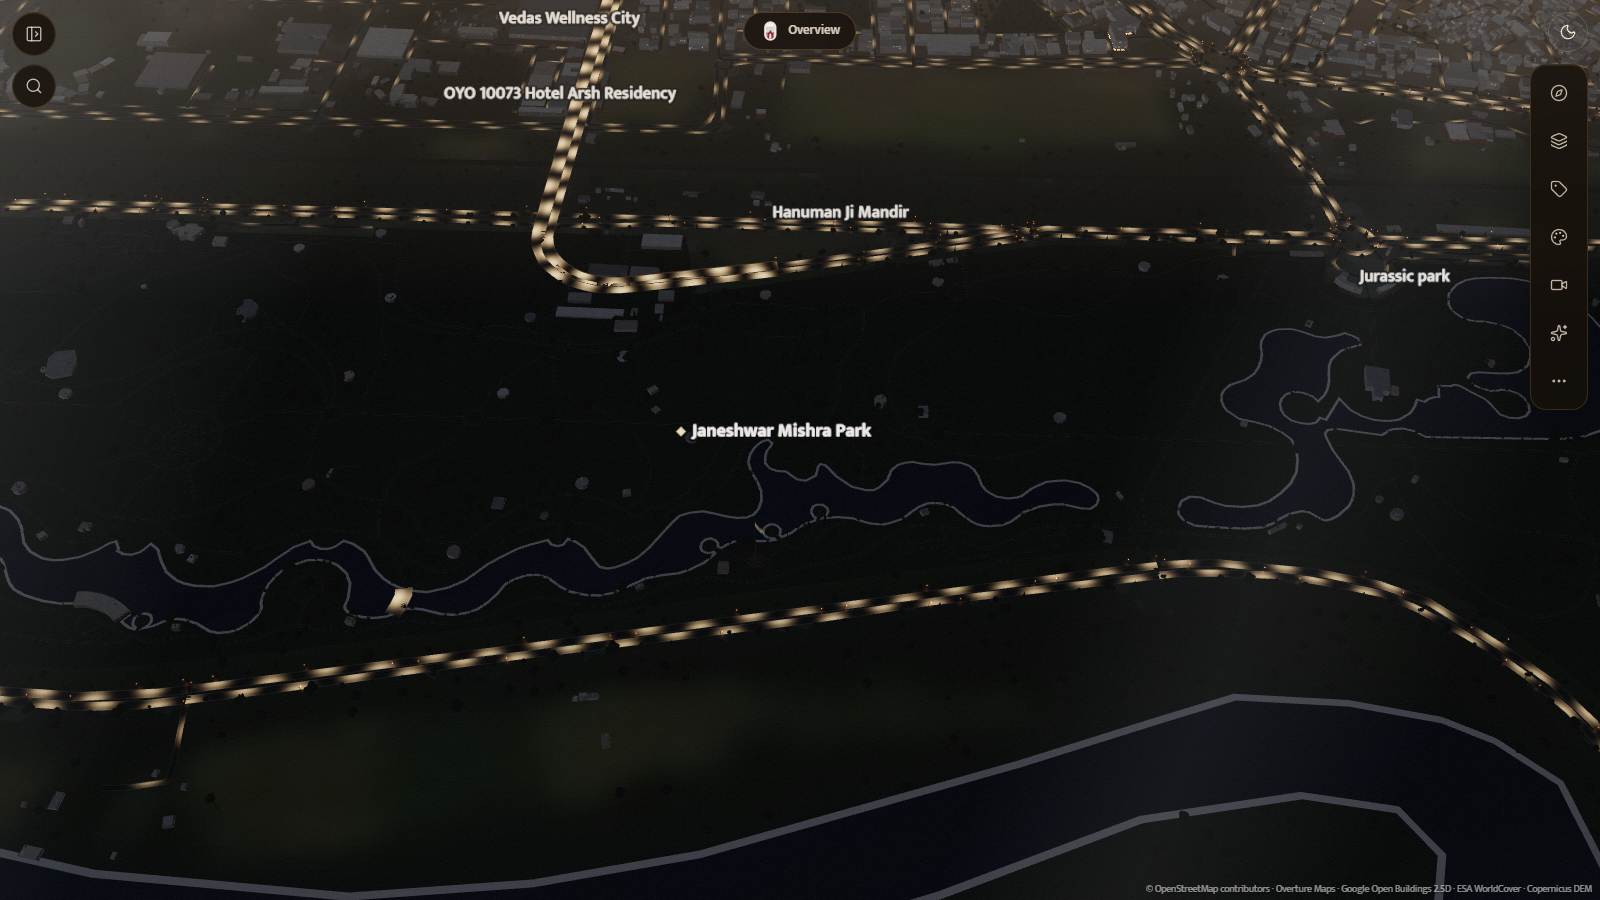 Vedas Wellness City
Overview
OYO 10073 Hotel Arsh Residency
Hanuman Ji Mandir
Jurassic park
Janeshwar Mishra Park
© OpenStreetMap contributors · Overture Maps · Google Open Buildings 2.5D · ESA WorldCover · Copernicus DEM